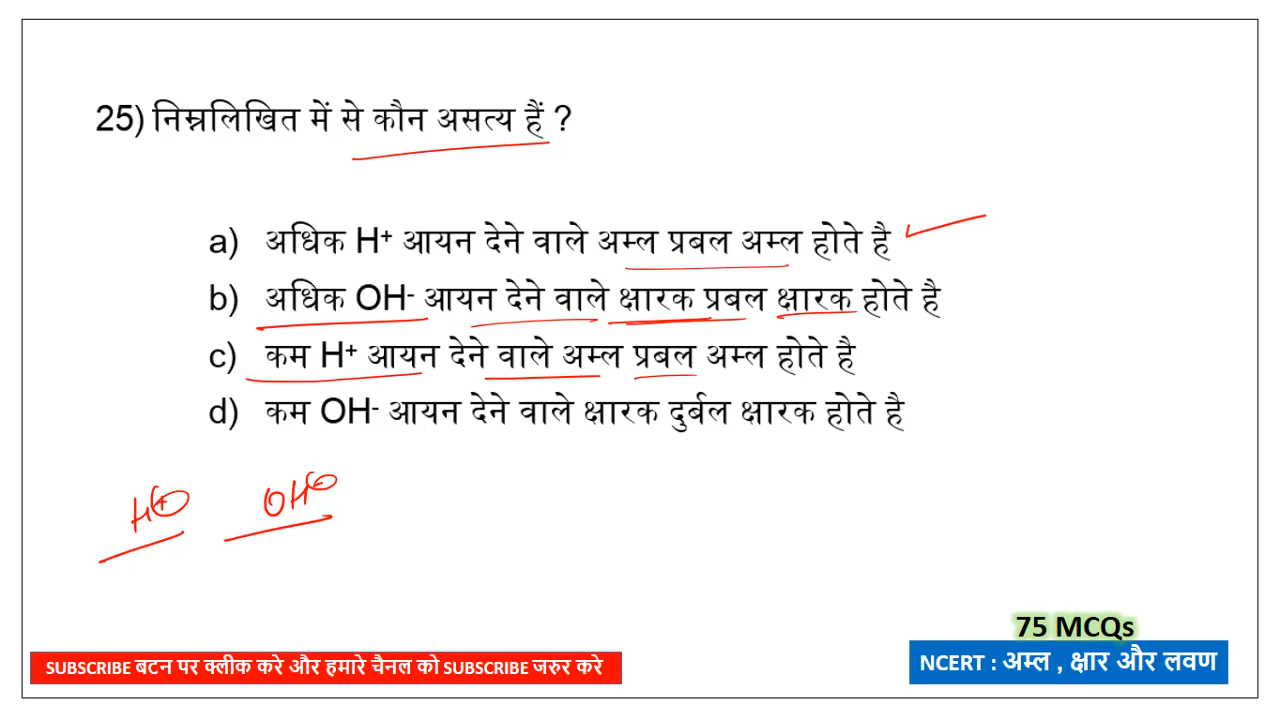 25) निम्नलिखित में से कौन असत्य हैं ?
a) अधिक H⁺ आयन देने वाले अम्ल प्रबल अम्ल होते है
b) अधिक OH⁻ आयन देने वाले क्षारक प्रबल क्षारक होते है
c) कम H⁺ आयन देने वाले अम्ल प्रबल अम्ल होते है
d) कम OH⁻ आयन देने वाले क्षारक दुर्बल क्षारक होते है
H⊕ OH⊖
75 MCQs
SUBSCRIBE बटन पर क्लीक करे और हमारे चैनल को SUBSCRIBE जरुर करे
NCERT : अम्ल , क्षार और लवण